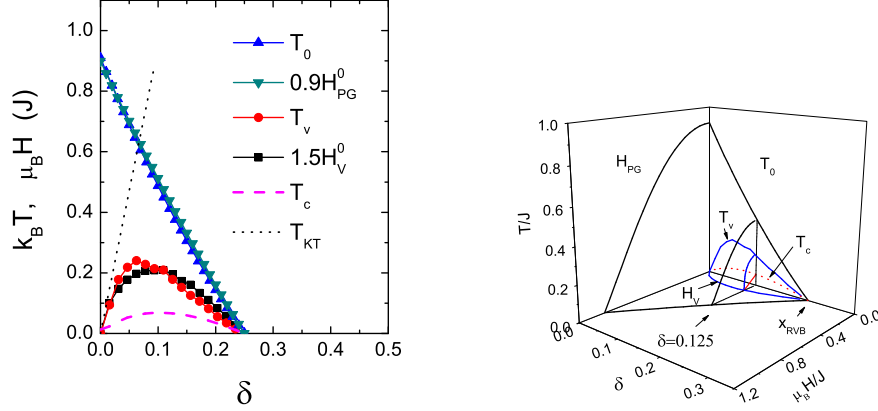 1.0
0.8
0.6
0.4
0.2
0.0
k_B T, μ_B H (J)
T_0
0.9H^0_PG
T_v
1.5H^0_V
T_c
T_KT
0.0 0.1 0.2 0.3 0.4 0.5
δ
1.0
0.8
0.6
0.4
0.2
0.0
T/J
H_PG
T_0
T_v
T_c
H_V
x_RVB
δ=0.125
0.0
0.1
0.2
0.3
δ
1.2
0.8
0.4
0.0
μ_B H/J